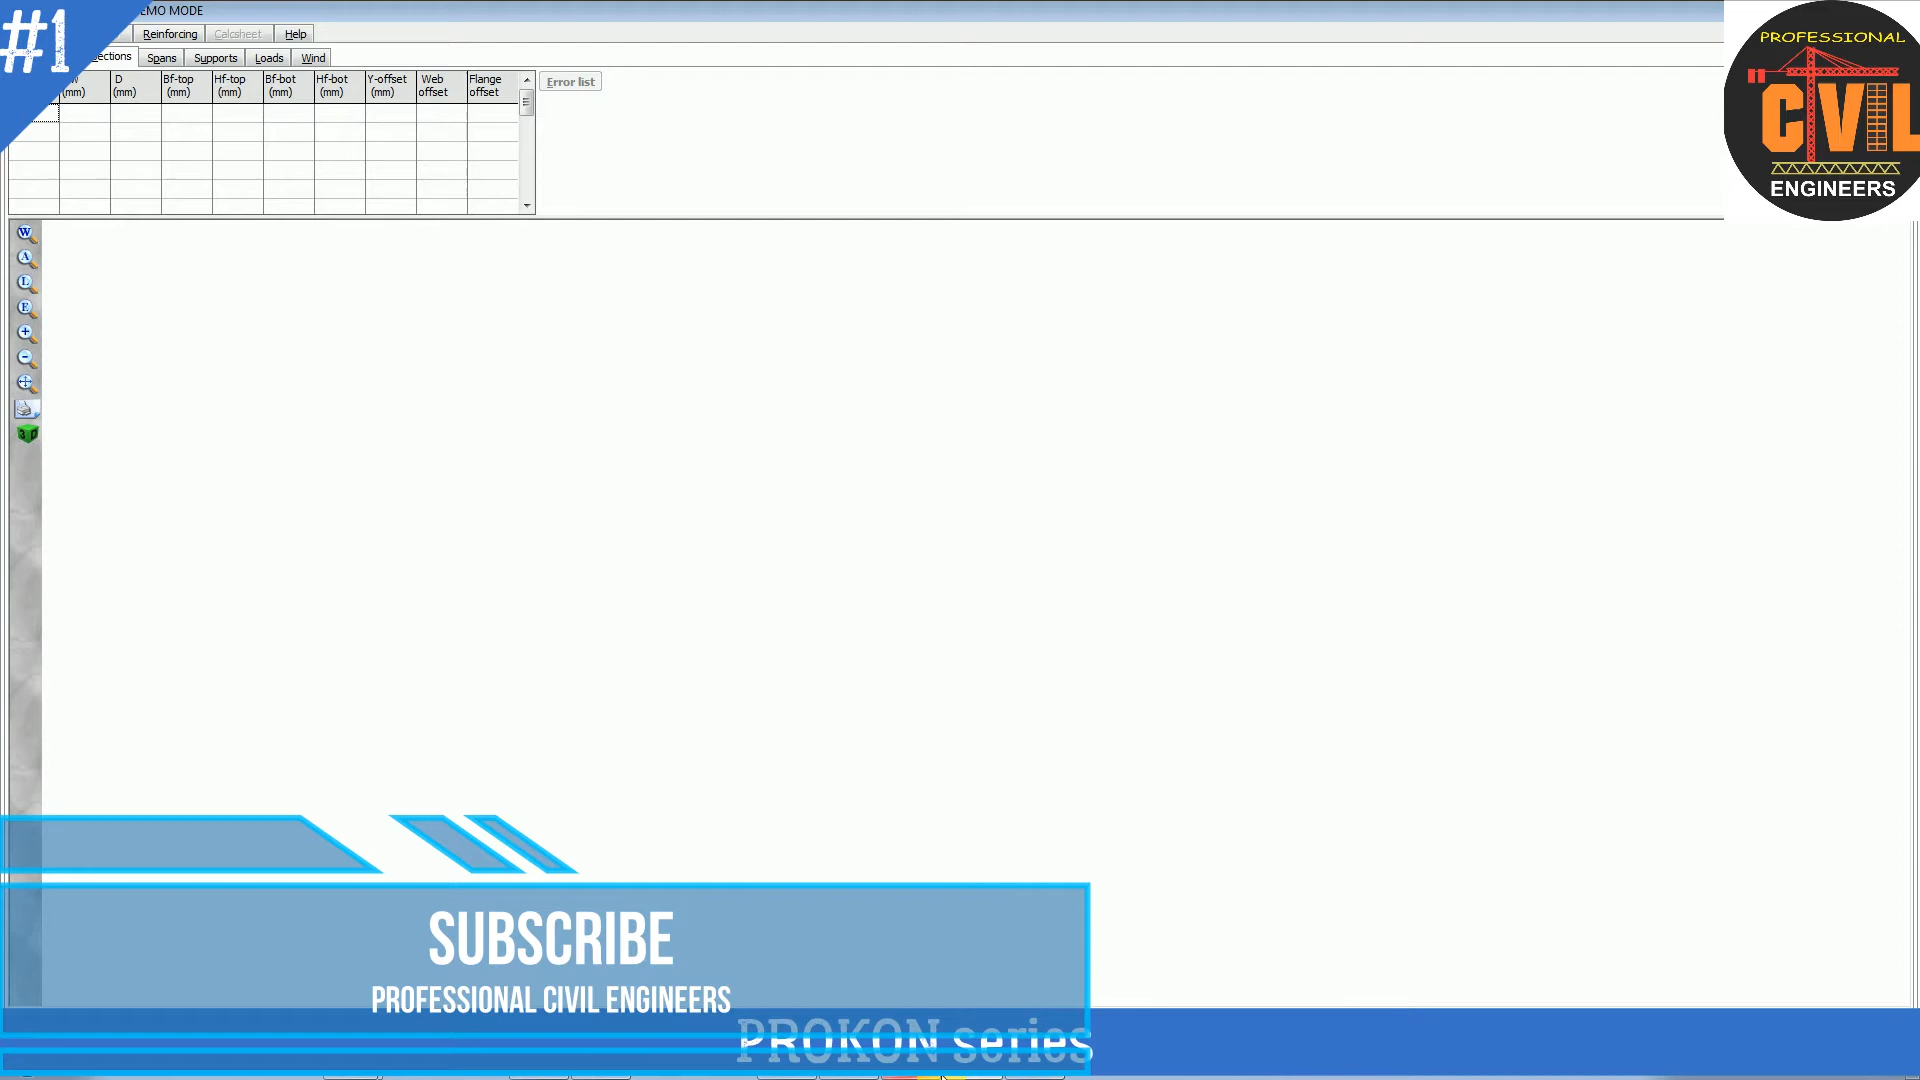 #1
EMO MODE
Reinforcing Calcsheet Help
ections Spans Supports Loads Wind
(mm) D (mm) Bf-top (mm) Hf-top (mm) Bf-bot (mm) Hf-bot (mm) Y-offset (mm) Web offset Flange offset
Error list
PROFESSIONAL
CIVIL
ENGINEERS
W
A
L
E
3D
SUBSCRIBE
PROFESSIONAL CIVIL ENGINEERS
PROKON series